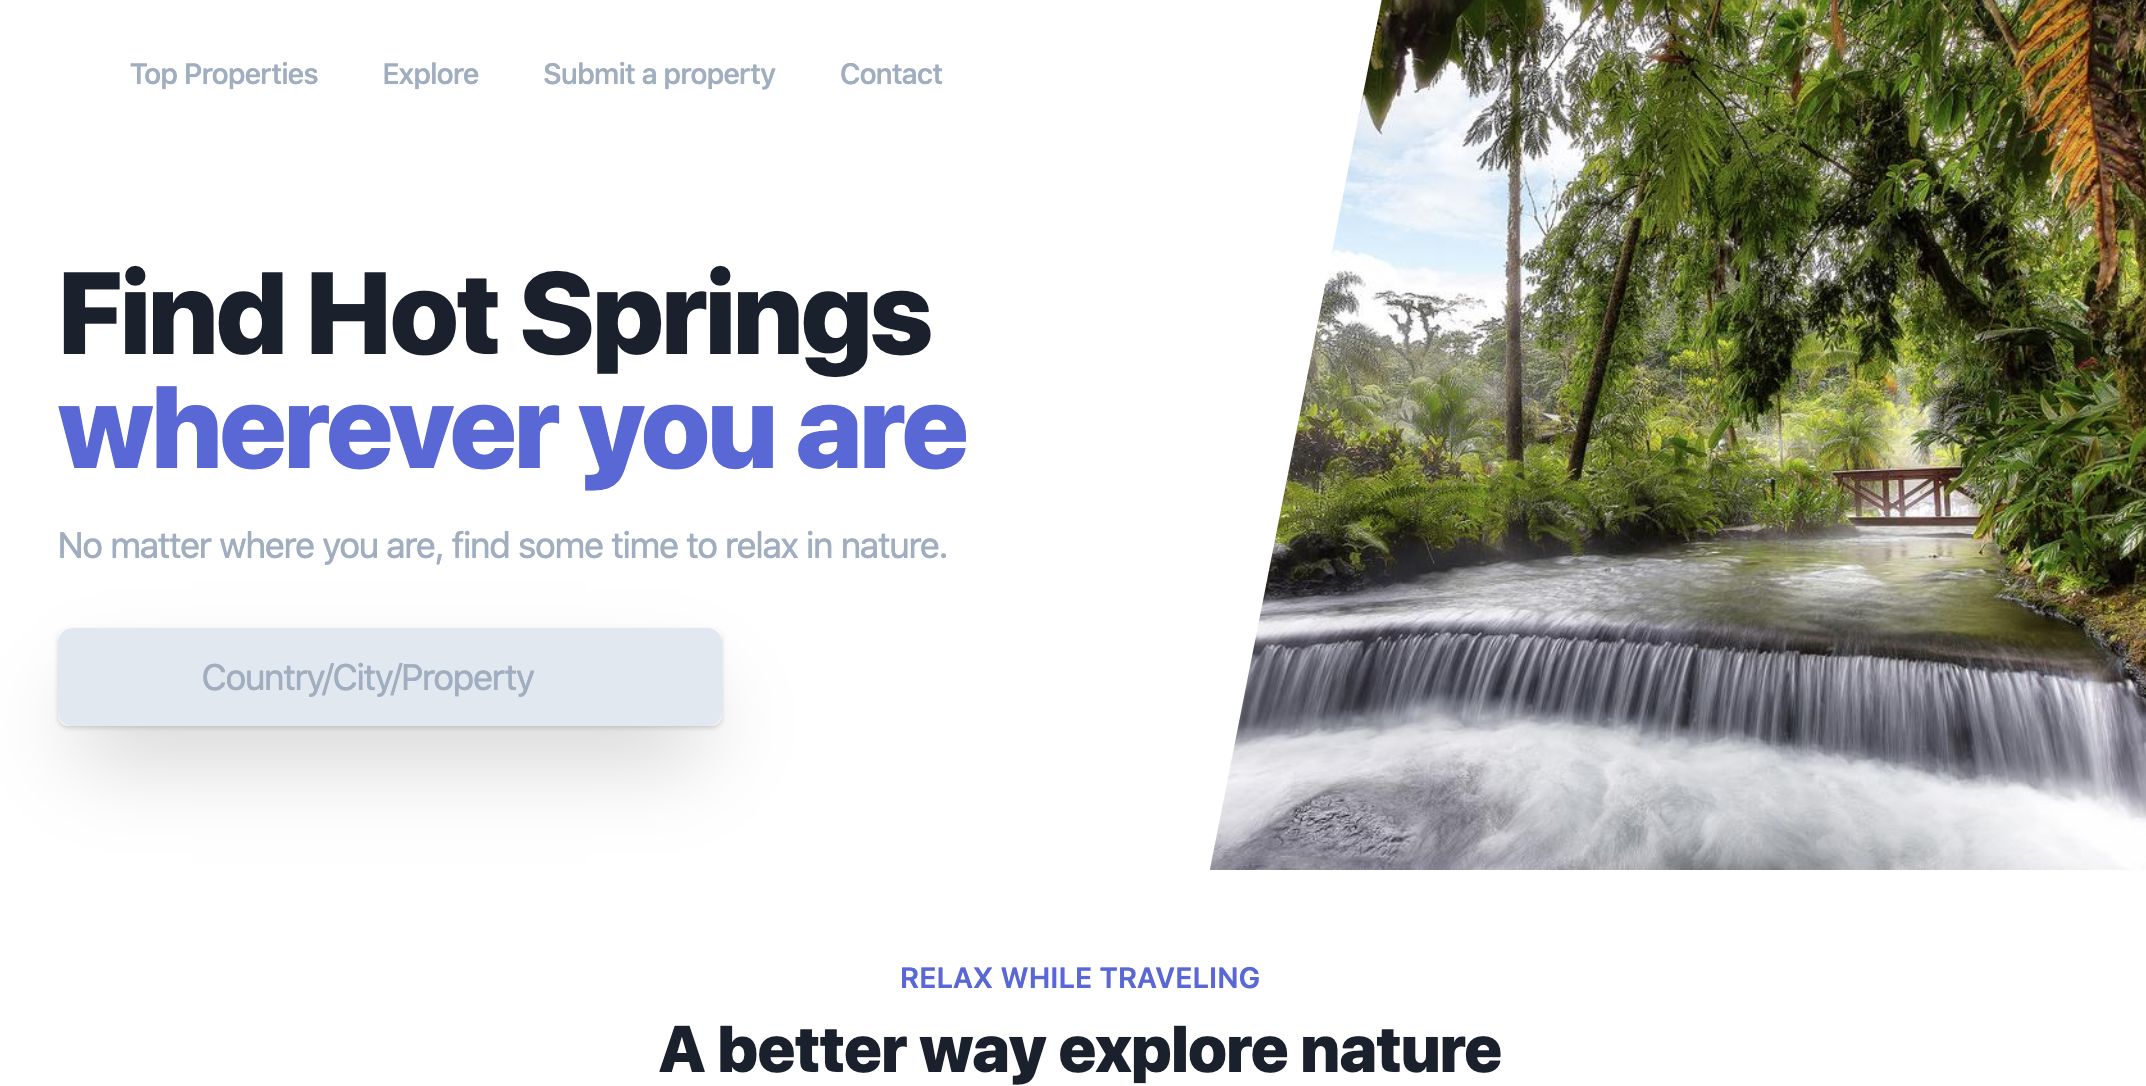 Top Properties Explore Submit a property Contact
Find Hot Springs
wherever you are
No matter where you are, find some time to relax in nature.
Country/City/Property
RELAX WHILE TRAVELING
A better way explore nature